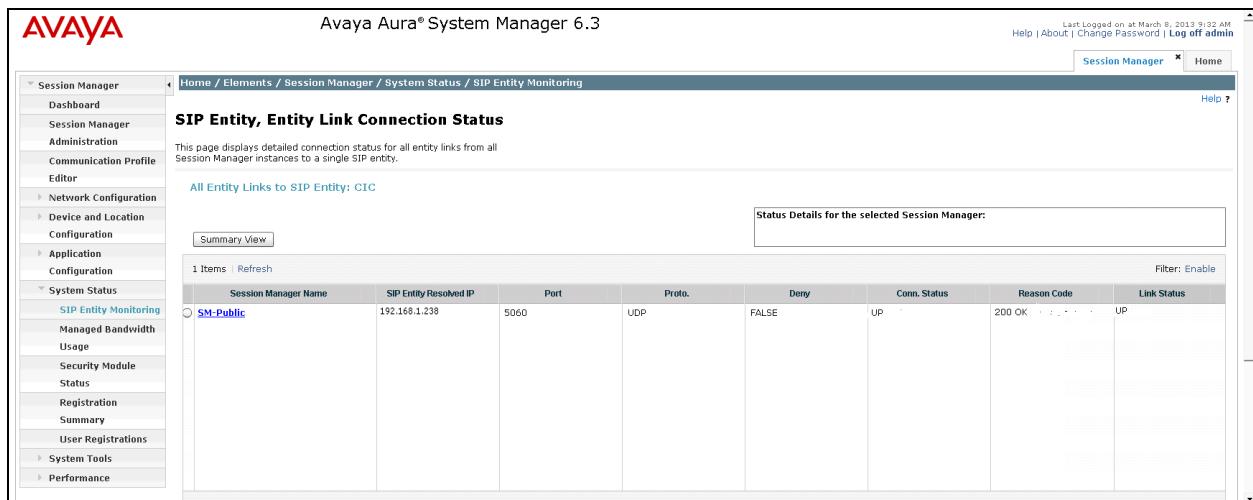 AVAYA
Avaya Aura® System Manager 6.3
Last Logged on at March 8, 2013 9:32 AM
Help | About | Change Password | Log off admin
Session Manager × Home
Session Manager
Dashboard
Session Manager
Administration
Communication Profile
Editor
Network Configuration
Device and Location
Configuration
Application
Configuration
System Status
SIP Entity Monitoring
Managed Bandwidth
Usage
Security Module
Status
Registration
Summary
User Registrations
System Tools
Performance
Home / Elements / Session Manager / System Status / SIP Entity Monitoring
Help ?
SIP Entity, Entity Link Connection Status
This page displays detailed connection status for all entity links from all
Session Manager instances to a single SIP entity.
All Entity Links to SIP Entity: CIC
Status Details for the selected Session Manager:
Summary View
1 Items | Refresh
Filter: Enable
Session Manager Name SIP Entity Resolved IP Port Proto. Deny Conn. Status Reason Code Link Status
SM-Public 192.168.1.238 5060 UDP FALSE UP 200 OK UP